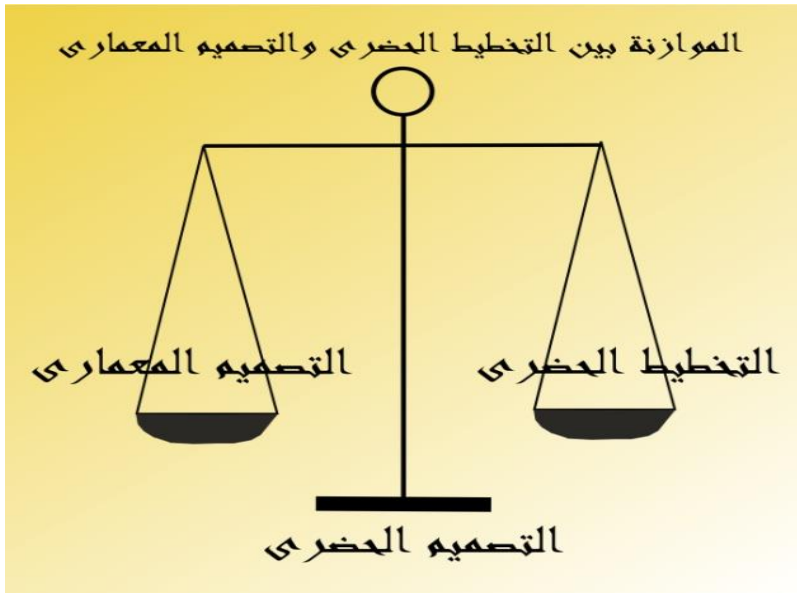 الموازنة بين التخطيط الحضرى والتصميم المعمارى
التخطيط الحضرى
التصميم المعمارى
التصميم الحضرى